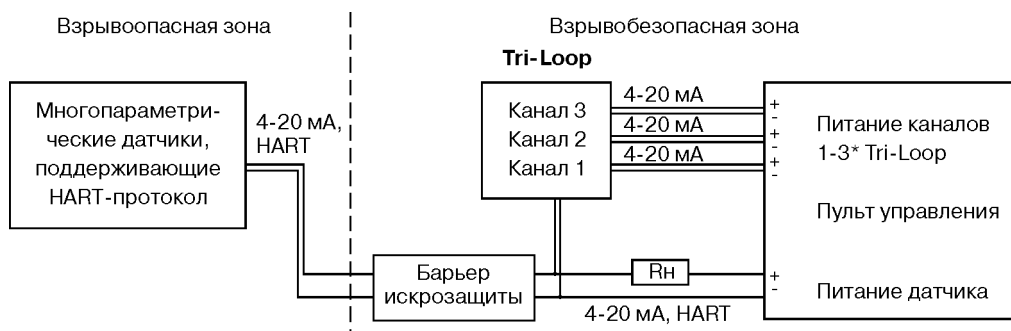 Взрывоопасная зона
Взрывобезопасная зона
Tri-Loop
Многопараметри-
ческие датчики,
поддерживающие
HART-протокол
4-20 мА,
HART
Канал 3
Канал 2
Канал 1
4-20 мА
4-20 мА
4-20 мА
+
-
+
-
+
-
Питание каналов
1-3* Tri-Loop
Пульт управления
Барьер
искрозащиты
Rн
+
-
Питание датчика
4-20 мА, HART